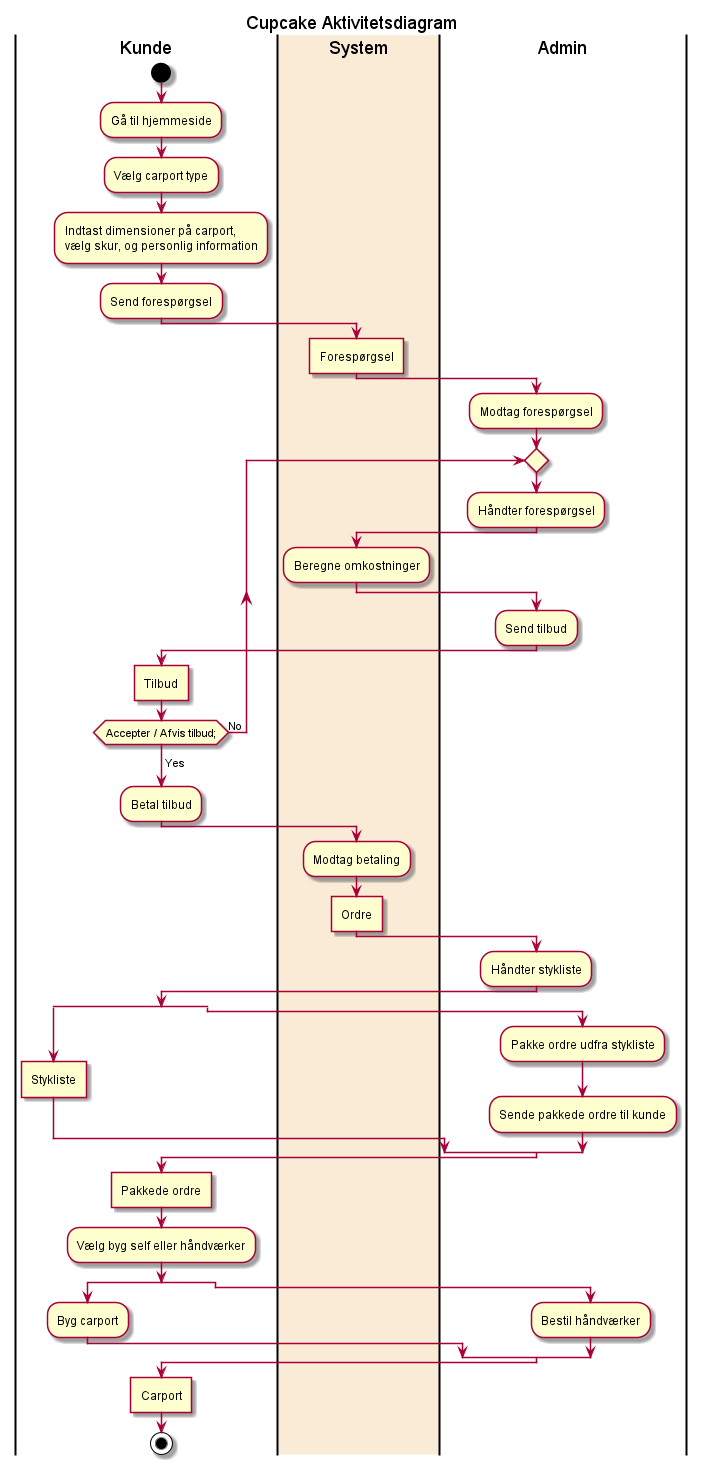 Cupcake Aktivitetsdiagram
Kunde
System
Admin
Gå til hjemmeside
Vælg carport type
Indtast dimensioner på carport,
vælg skur, og personlig information
Send forespørgsel
Forespørgsel
Modtag forespørgsel
Håndter forespørgsel
Beregne omkostninger
Send tilbud
Tilbud
Accepter / Afvis tilbud;
No
Yes
Betal tilbud
Modtag betaling
Ordre
Håndter stykliste
Pakke ordre udfra stykliste
Stykliste
Sende pakkede ordre til kunde
Pakkede ordre
Vælg byg self eller håndværker
Byg carport
Bestil håndværker
Carport